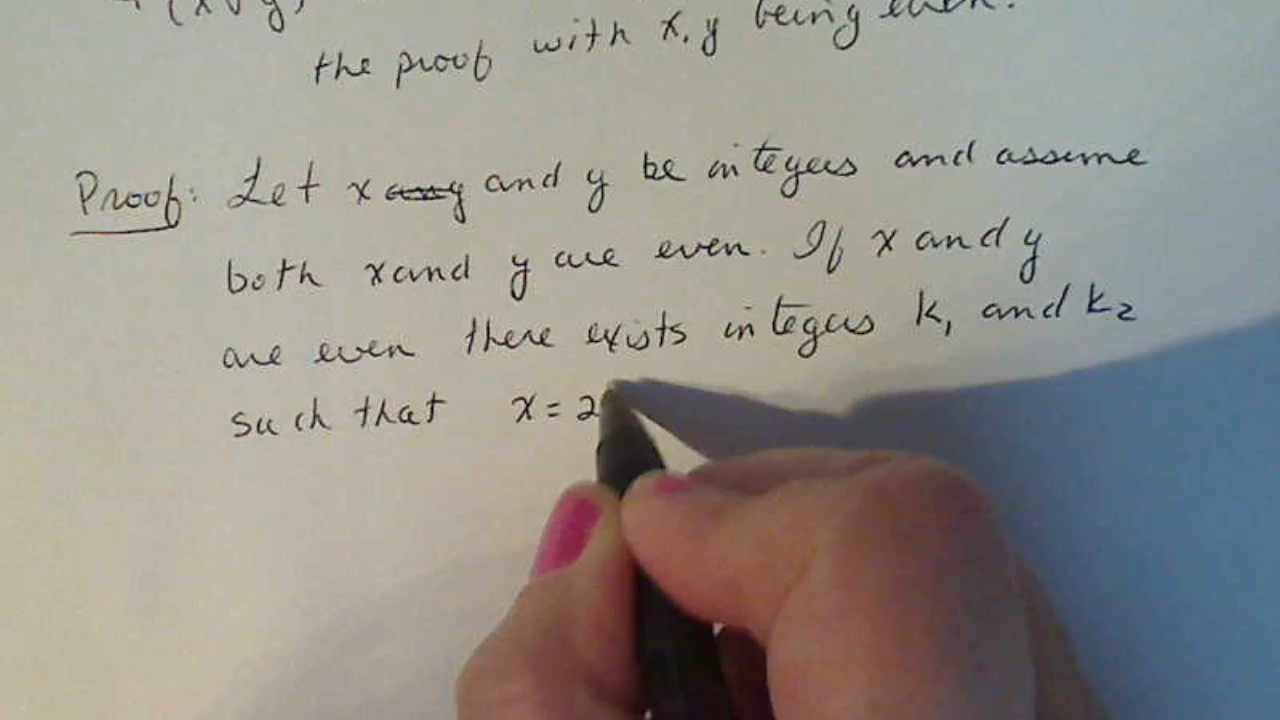 (x ∨ y)
the proof with x, y being even.
Proof: Let x and y be integers and assume
both x and y are even. If x and y
are even there exists integers k₁ and k₂
such that x = 2